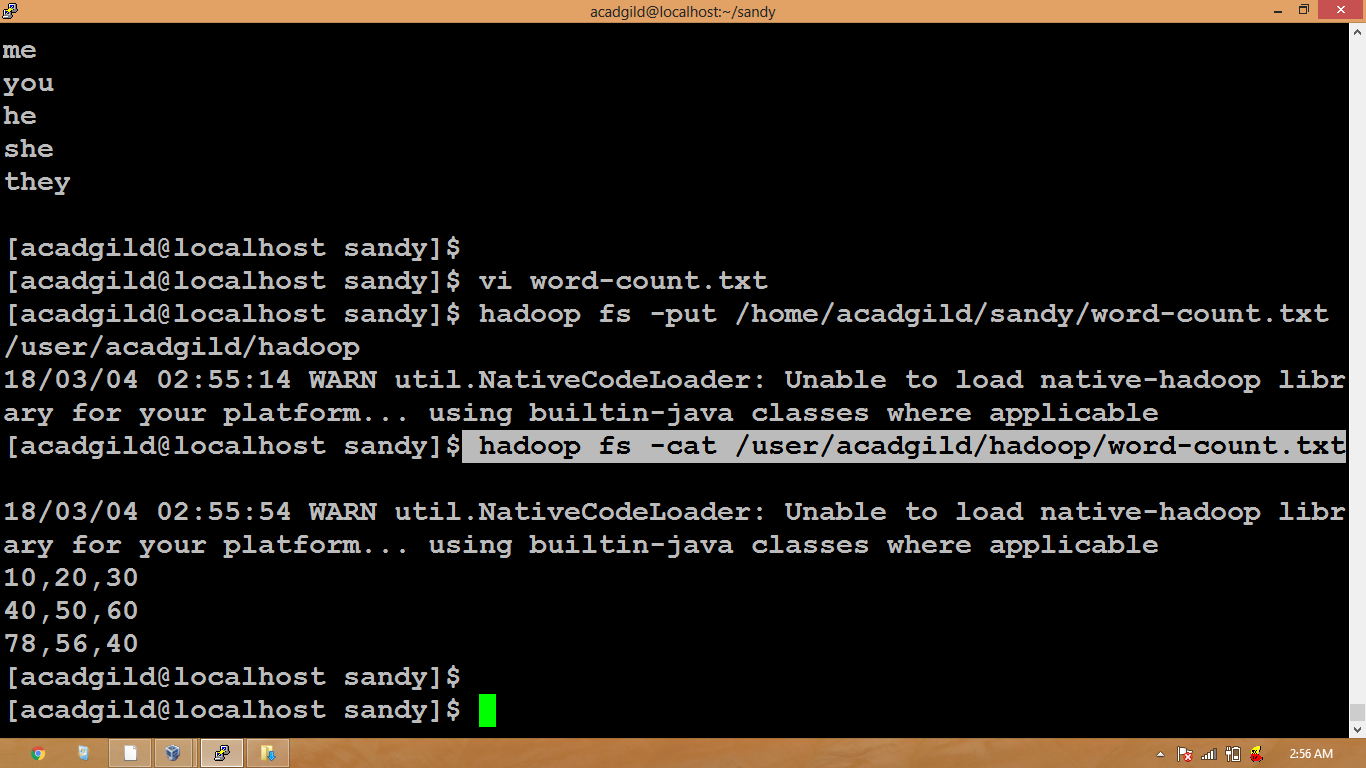 acadgild@localhost:~/sandy
me
you
he
she
they
[acadgild@localhost sandy]$
[acadgild@localhost sandy]$ vi word-count.txt
[acadgild@localhost sandy]$ hadoop fs -put /home/acadgild/sandy/word-count.txt
/user/acadgild/hadoop
18/03/04 02:55:14 WARN util.NativeCodeLoader: Unable to load native-hadoop libr
ary for your platform... using builtin-java classes where applicable
[acadgild@localhost sandy]$ hadoop fs -cat /user/acadgild/hadoop/word-count.txt
18/03/04 02:55:54 WARN util.NativeCodeLoader: Unable to load native-hadoop libr
ary for your platform... using builtin-java classes where applicable
10,20,30
40,50,60
78,56,40
[acadgild@localhost sandy]$
[acadgild@localhost sandy]$
2:56 AM